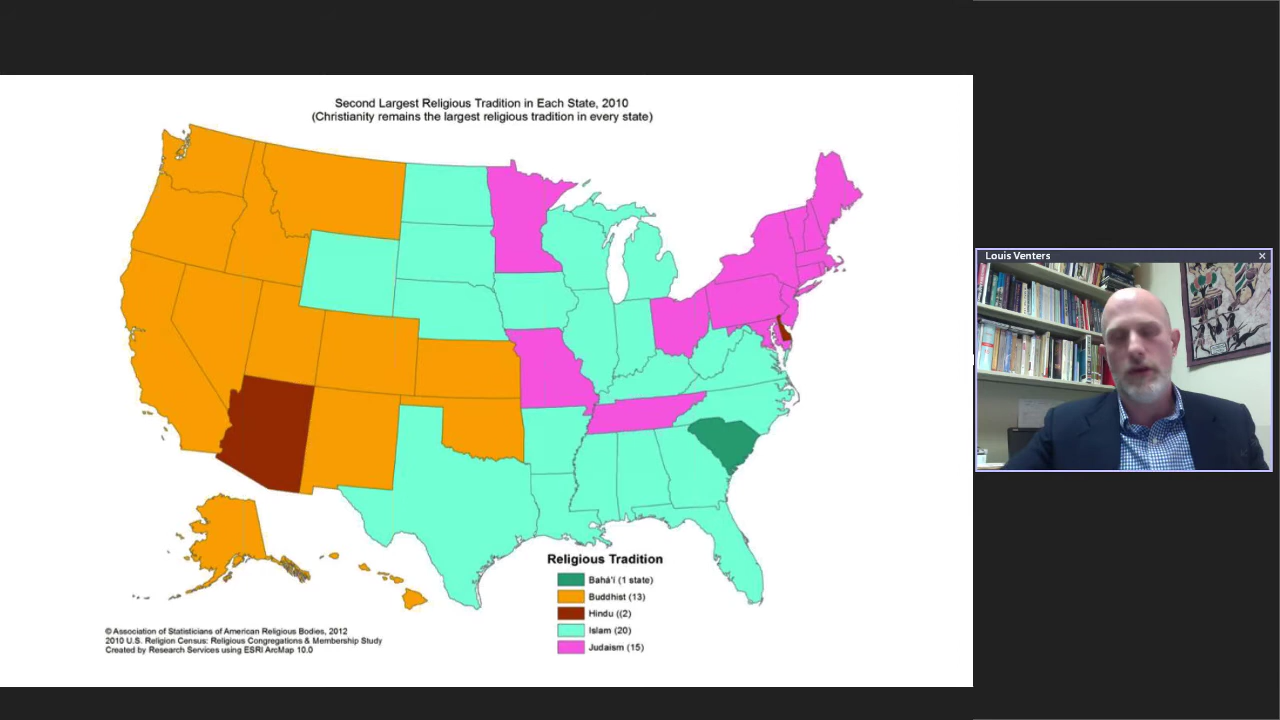 Second Largest Religious Tradition in Each State, 2010
(Christianity remains the largest religious tradition in every state)
Louis Venters
Religious Tradition
Bahá'í (1 state)
Buddhist (13)
Hindu ((2)
Islam (20)
Judaism (15)
© Association of Statisticians of American Religious Bodies, 2012
2010 U.S. Religion Census: Religious Congregations & Membership Study
Created by Research Services using ESRI ArcMap 10.0